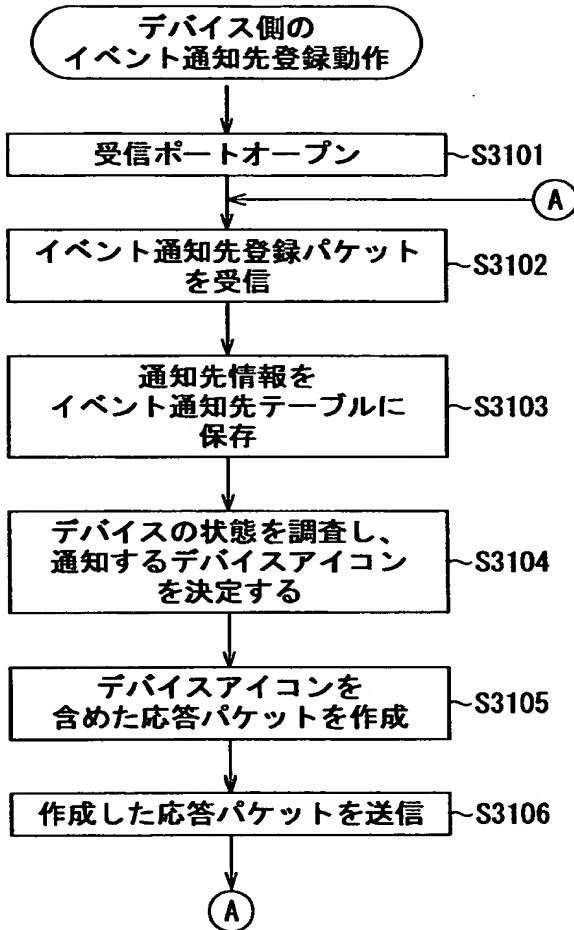 デバイス側の
イベント通知先登録動作
受信ポートオープン ~S3101
A
イベント通知先登録パケット
を受信 ~S3102
通知先情報を
イベント通知先テーブルに
保存 ~S3103
デバイスの状態を調査し、
通知するデバイスアイコン
を決定する ~S3104
デバイスアイコンを
含めた応答パケットを作成 ~S3105
作成した応答パケットを送信 ~S3106
A